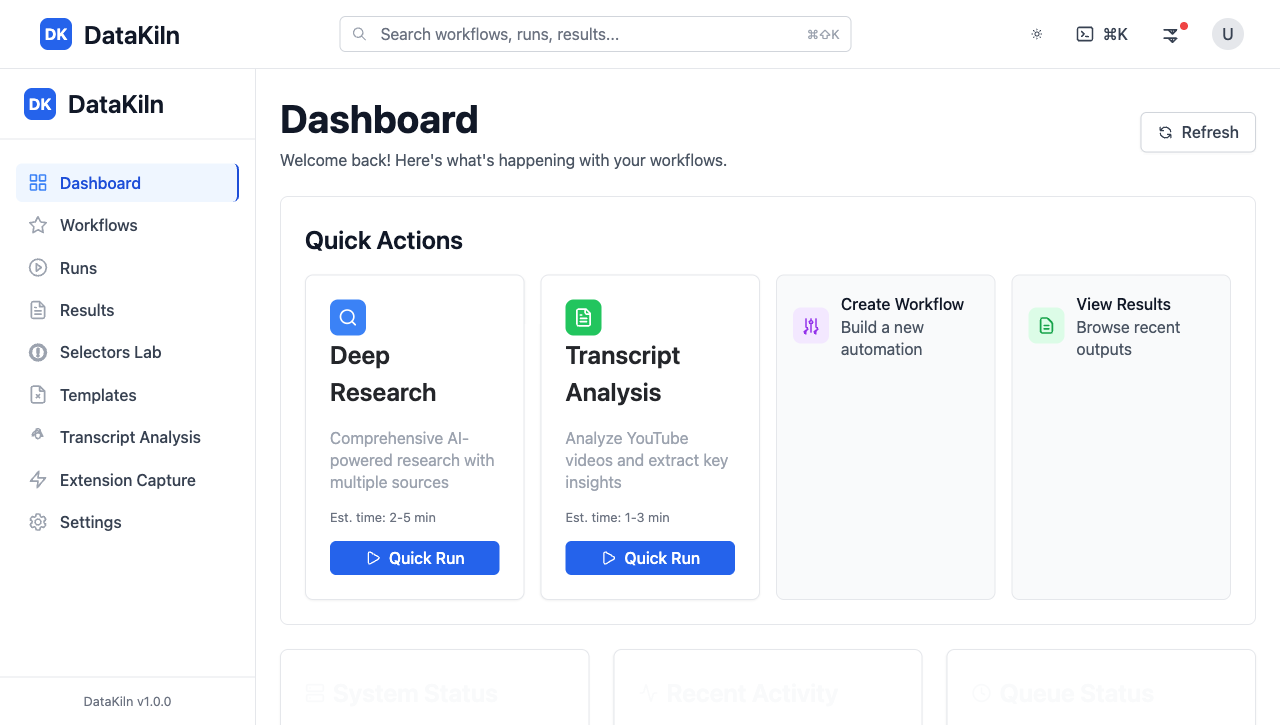 DK DataKiln
Search workflows, runs, results... ⌘⇧K
⌘K
U
DK DataKiln
Dashboard
Workflows
Runs
Results
Selectors Lab
Templates
Transcript Analysis
Extension Capture
Settings
DataKiln v1.0.0
Dashboard
Welcome back! Here's what's happening with your workflows.
Refresh
Quick Actions
Deep
Research
Comprehensive AI-
powered research with
multiple sources
Est. time: 2-5 min
Quick Run
Transcript
Analysis
Analyze YouTube
videos and extract key
insights
Est. time: 1-3 min
Quick Run
Create Workflow
Build a new
automation
View Results
Browse recent
outputs
System Status
Recent Activity
Queue Status